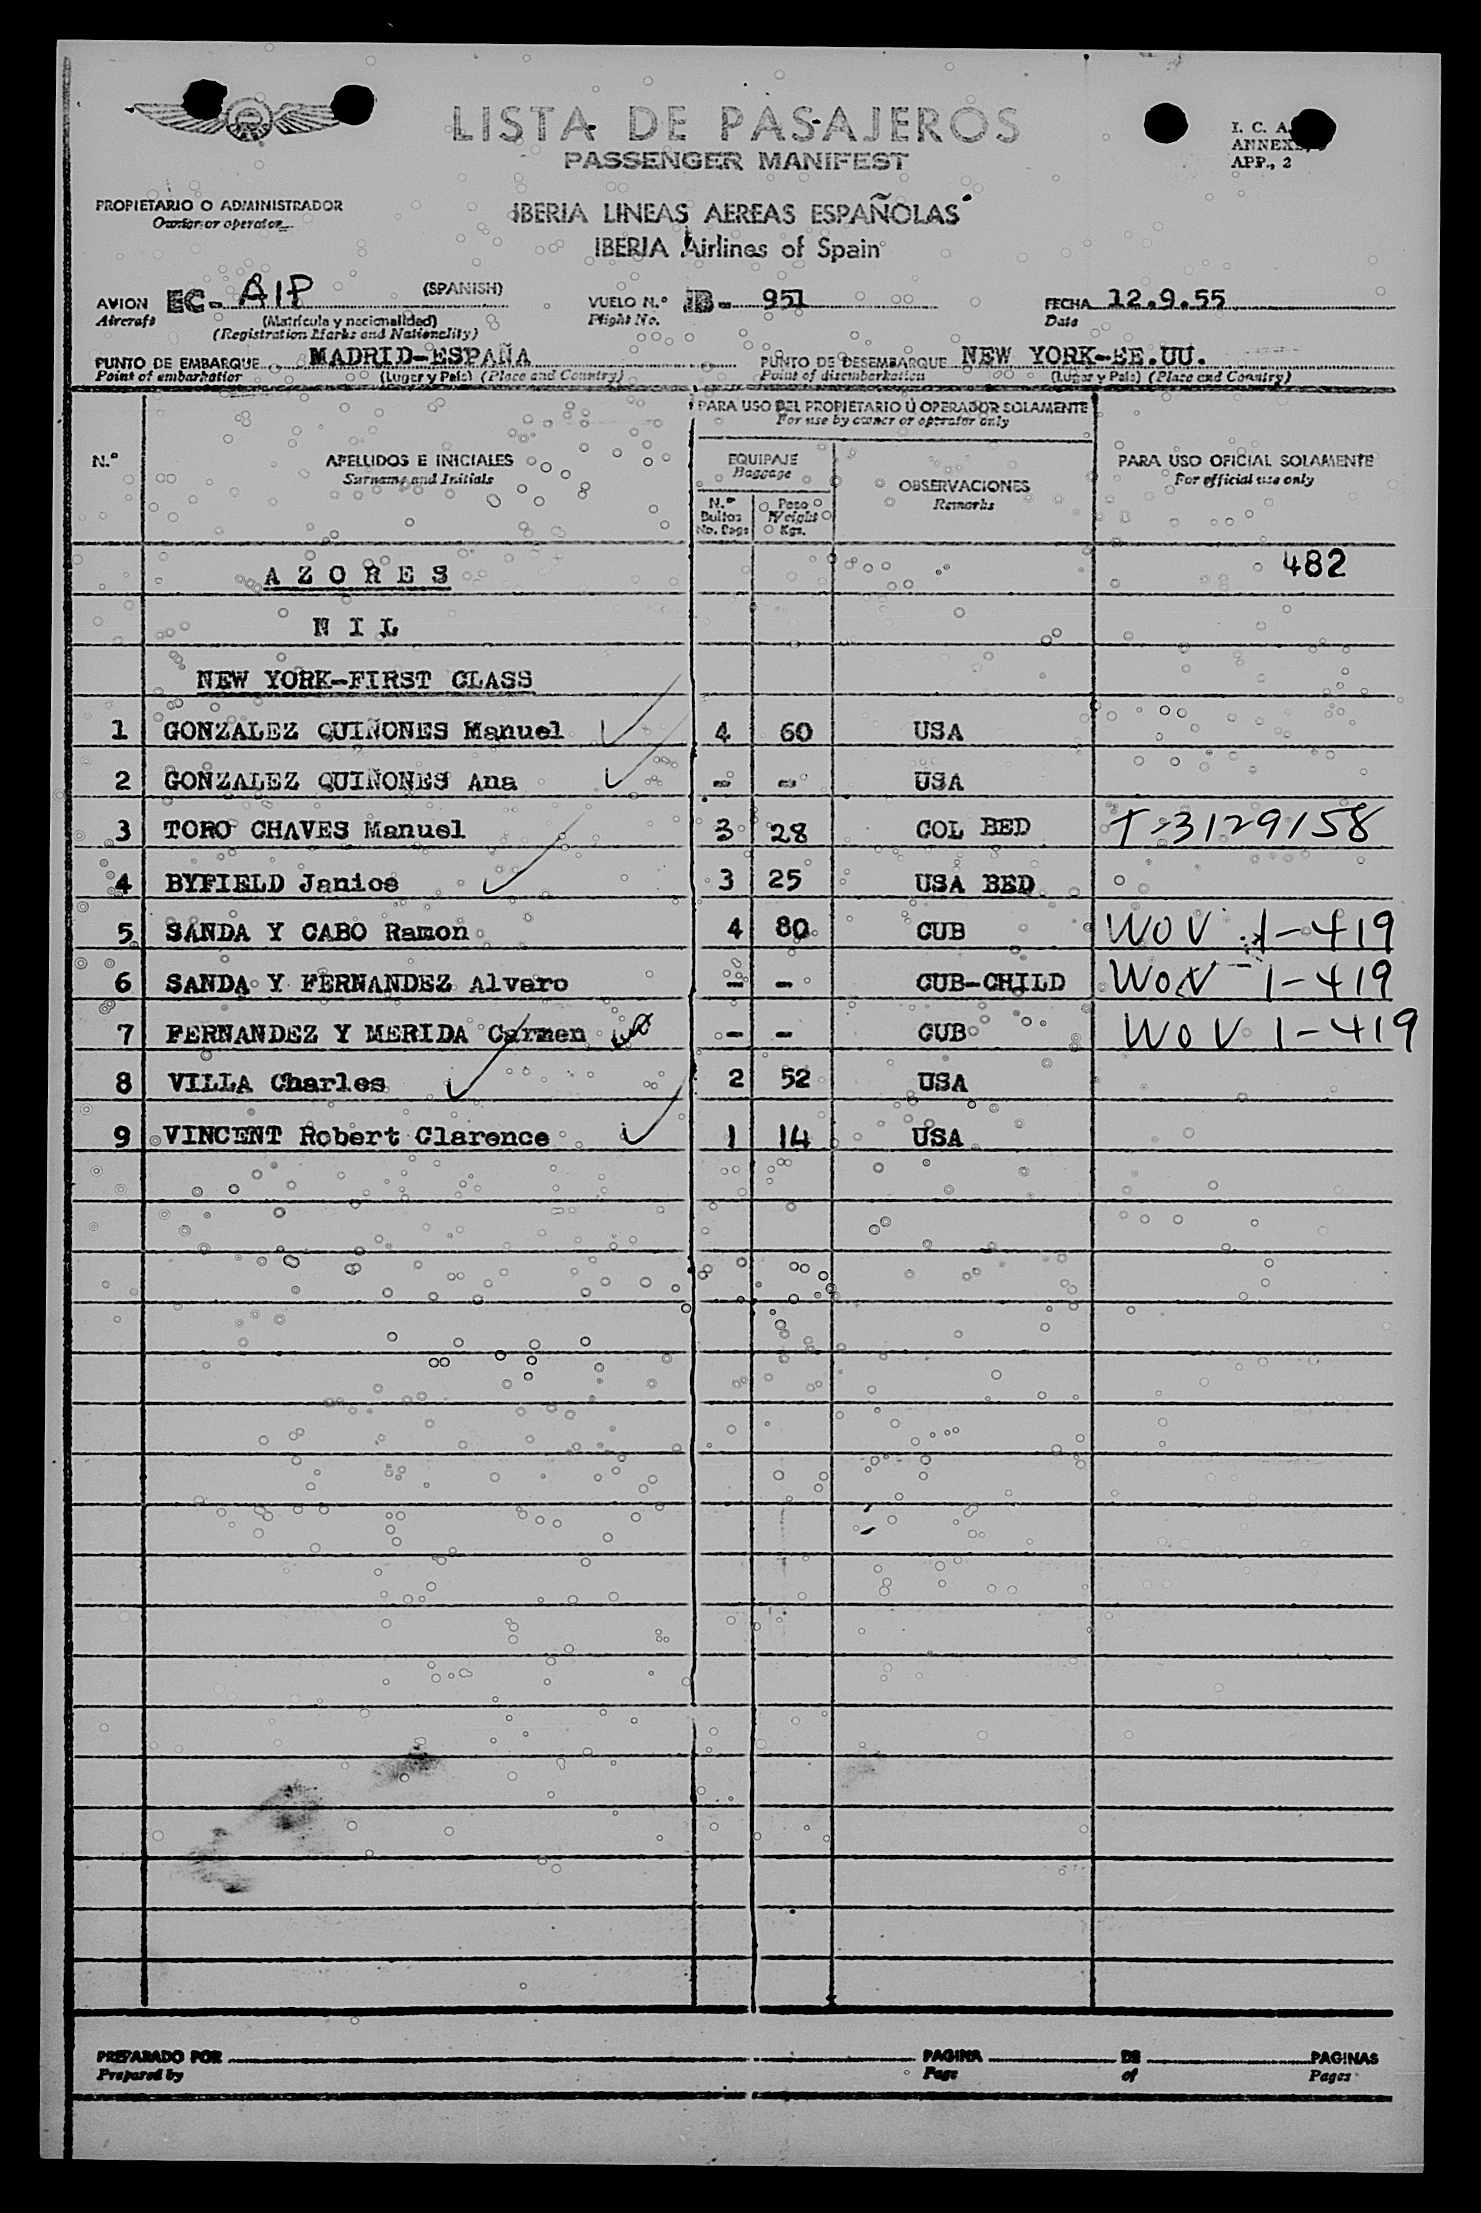 LISTA DE PASAJEROS
PASSENGER MANIFEST
I. C. A.
ANNEX
APP., 2
PROPIETARIO O ADMINISTRADOR
Owner or operator
IBERIA LINEAS AEREAS ESPAÑOLAS
IBERIA Airlines of Spain
AVION EC- AIP (SPANISH) VUELO N.º IB- 951 FECHA 12.9.55
Aircraft (Matrícula y nacionalidad) Flight No. Date
(Registration Marks and Nationality)
PUNTO DE EMBARQUE MADRID-ESPAÑA PUNTO DE DESEMBARQUE NEW YORK-EE.UU.
Point of embarkation (Lugar y País) (Place and Country) Point of disembarkation (Lugar y País) (Place and Country)
PARA USO DEL PROPIETARIO U OPERADOR SOLAMENTE
For use by owner or operator only
N.º APELLIDOS E INICIALES EQUIPAJE OBSERVACIONES PARA USO OFICIAL SOLAMENTE
Surname and Initials Baggage Remarks For official use only
N.º Bultos Peso
No. Bags Weight Kgs.
AZORES 482
NIL
NEW YORK-FIRST CLASS
1 GONZALEZ QUIÑONES Manuel 4 60 USA
2 GONZALEZ QUIÑONES Ana - - USA
3 TORO CHAVES Manuel 3 28 COL BED T-3129158
4 BYFIELD Janice 3 25 USA BED
5 SANDA Y CABO Ramon 4 80 CUB WOV 1-419
6 SANDA Y FERNANDEZ Alvaro - - CUB-CHILD WOV 1-419
7 FERNANDEZ Y MERIDA Carmen - - CUB WOV 1-419
8 VILLA Charles 2 52 USA
9 VINCENT Robert Clarence 1 14 USA
PREPARADO POR PAGINA DE PAGINAS
Prepared by Page of Pages